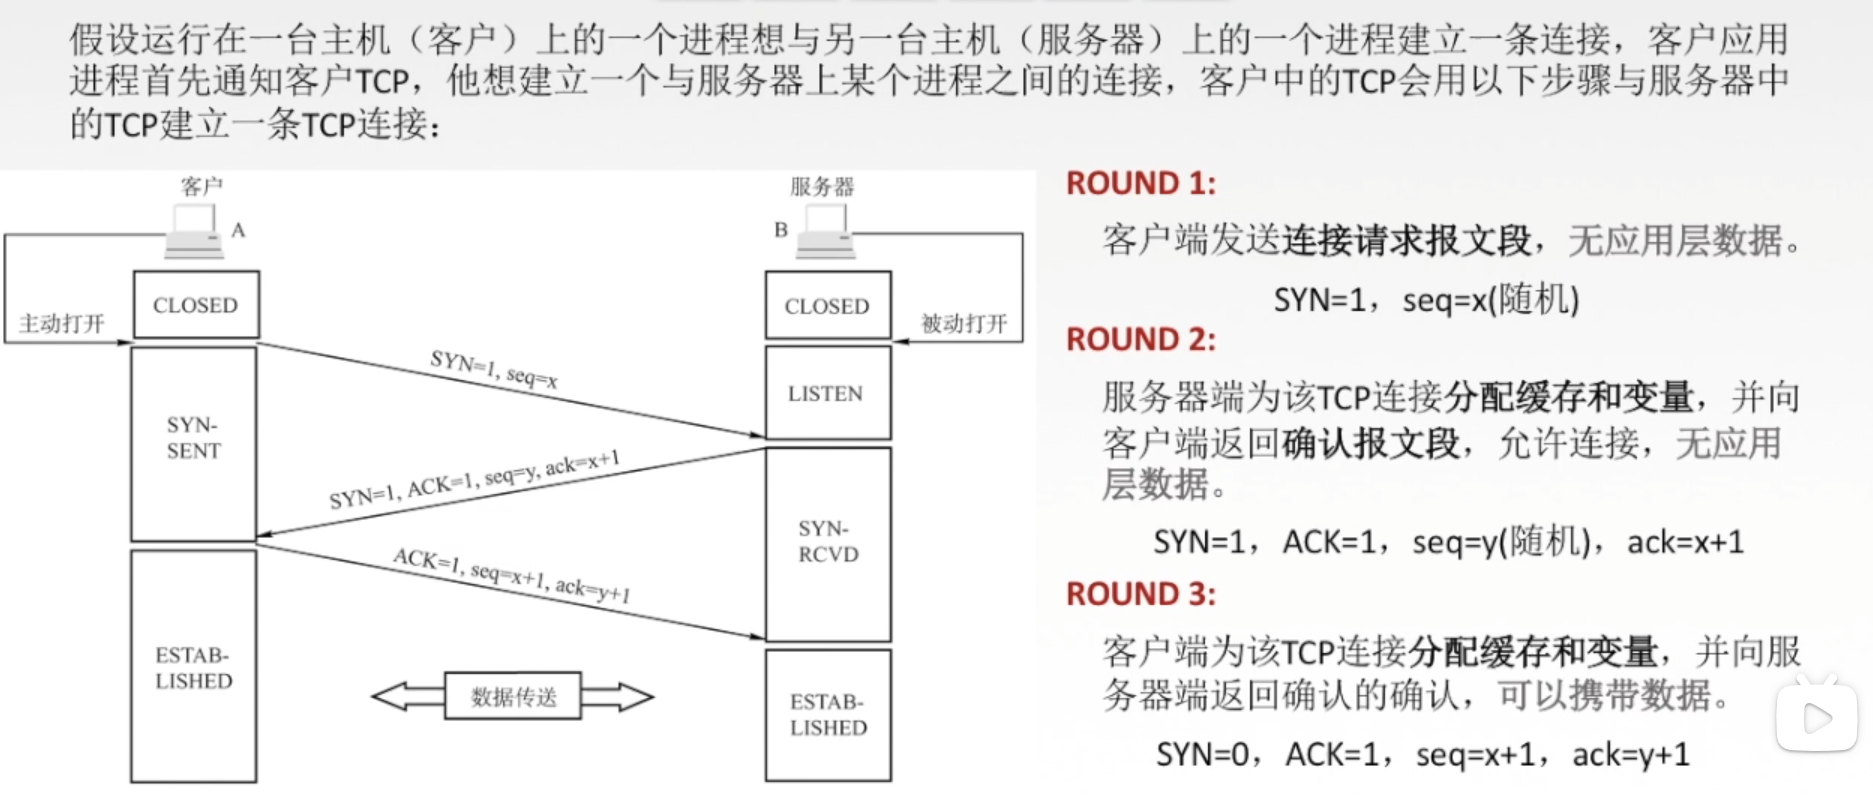 假设运行在一台主机（客户）上的一个进程想与另一台主机（服务器）上的一个进程建立一条连接，客户应用
进程首先通知客户TCP，他想建立一个与服务器上某个进程之间的连接，客户中的TCP会用以下步骤与服务器中
的TCP建立一条TCP连接：
客户
A
CLOSED
主动打开
SYN-
SENT
ESTAB-
LISHED
SYN=1, seq=x
SYN=1, ACK=1, seq=y, ack=x+1
ACK=1, seq=x+1, ack=y+1
数据传送
服务器
B
CLOSED
被动打开
LISTEN
SYN-
RCVD
ESTAB-
LISHED
ROUND 1:
客户端发送连接请求报文段，无应用层数据。
SYN=1，seq=x(随机)
ROUND 2:
服务器端为该TCP连接分配缓存和变量，并向
客户端返回确认报文段，允许连接，无应用
层数据。
SYN=1，ACK=1，seq=y(随机)，ack=x+1
ROUND 3:
客户端为该TCP连接分配缓存和变量，并向服
务器端返回确认的确认，可以携带数据。
SYN=0，ACK=1，seq=x+1，ack=y+1